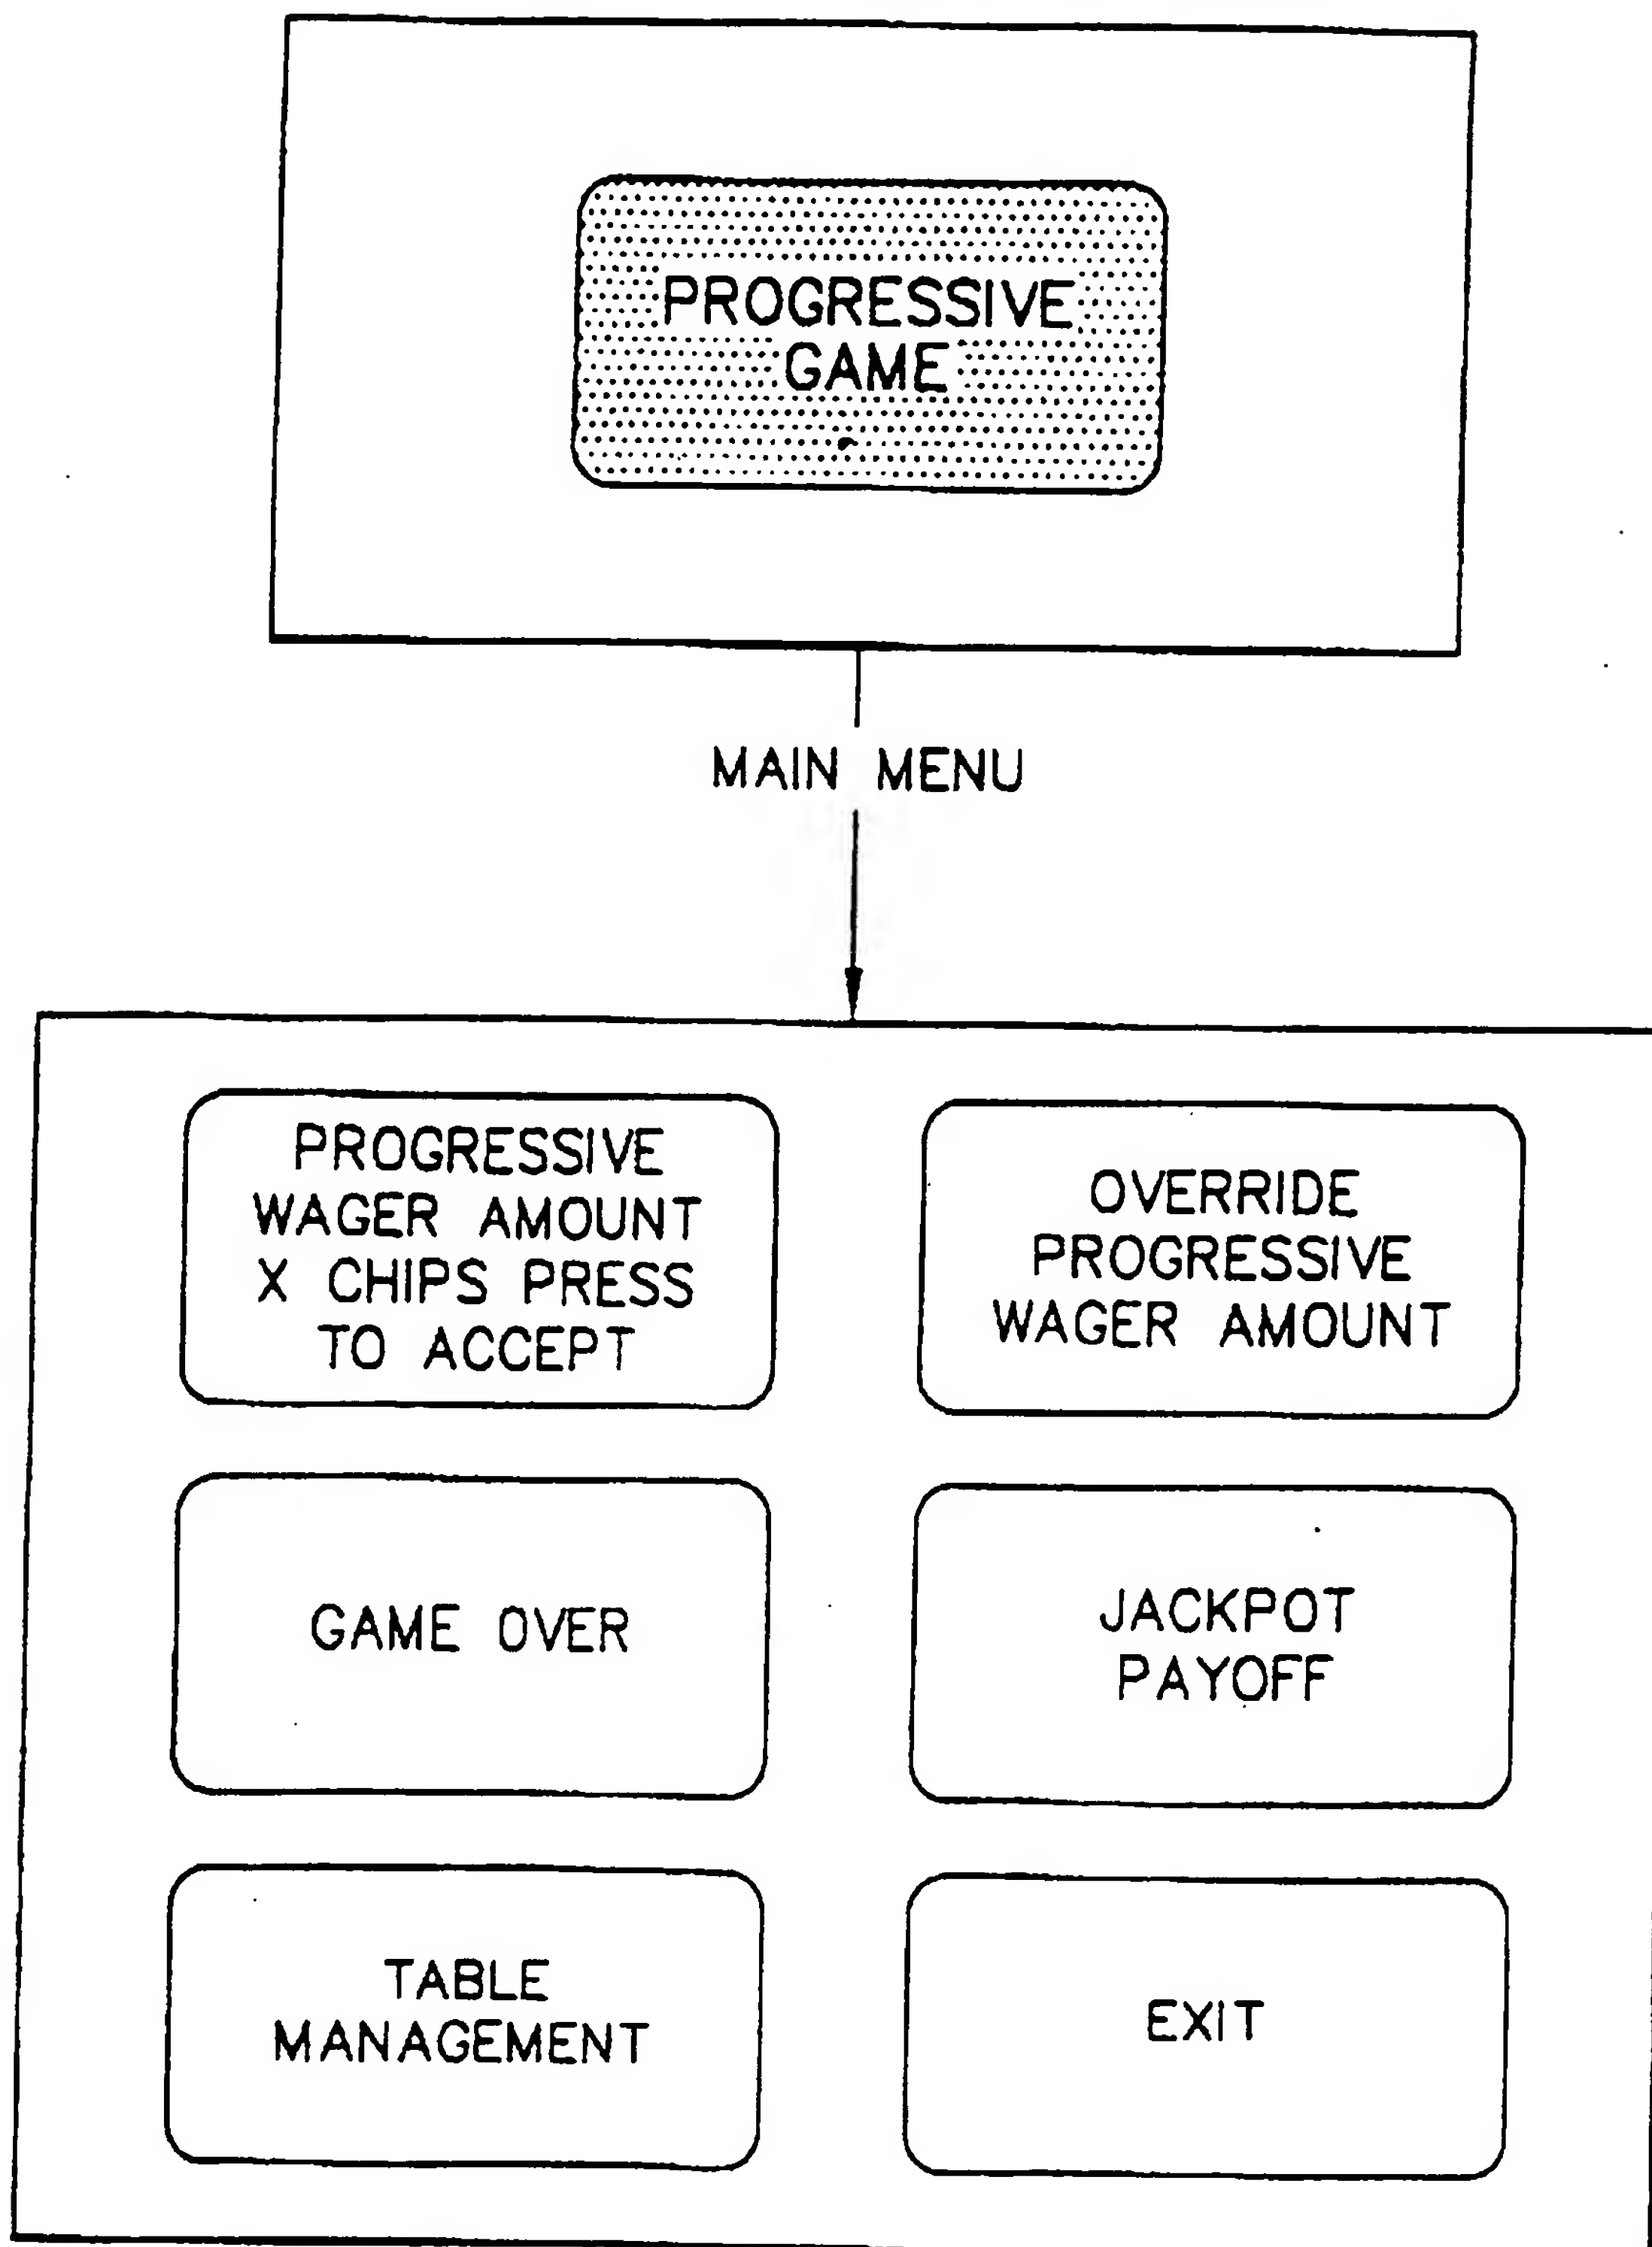 PROGRESSIVE
GAME
MAIN MENU
PROGRESSIVE
WAGER AMOUNT
X CHIPS PRESS
TO ACCEPT
OVERRIDE
PROGRESSIVE
WAGER AMOUNT
GAME OVER
JACKPOT
PAYOFF
TABLE
MANAGEMENT
EXIT